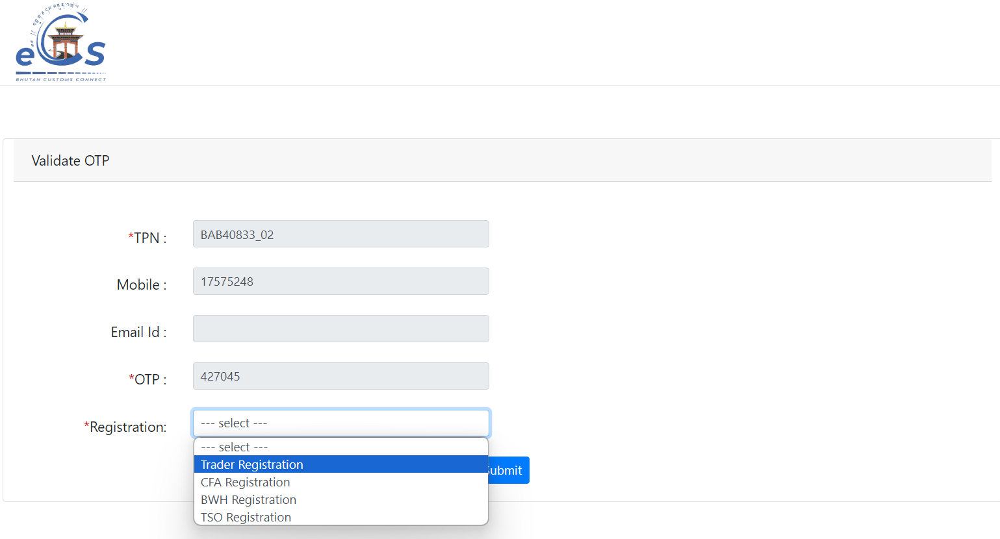 eCS
BHUTAN CUSTOMS CONNECT
Validate OTP
*TPN :
BAB40833_02
Mobile :
17575248
Email Id :
*OTP :
427045
*Registration:
--- select ---
--- select ---
Trader Registration
CFA Registration
BWH Registration
TSO Registration
ubmit